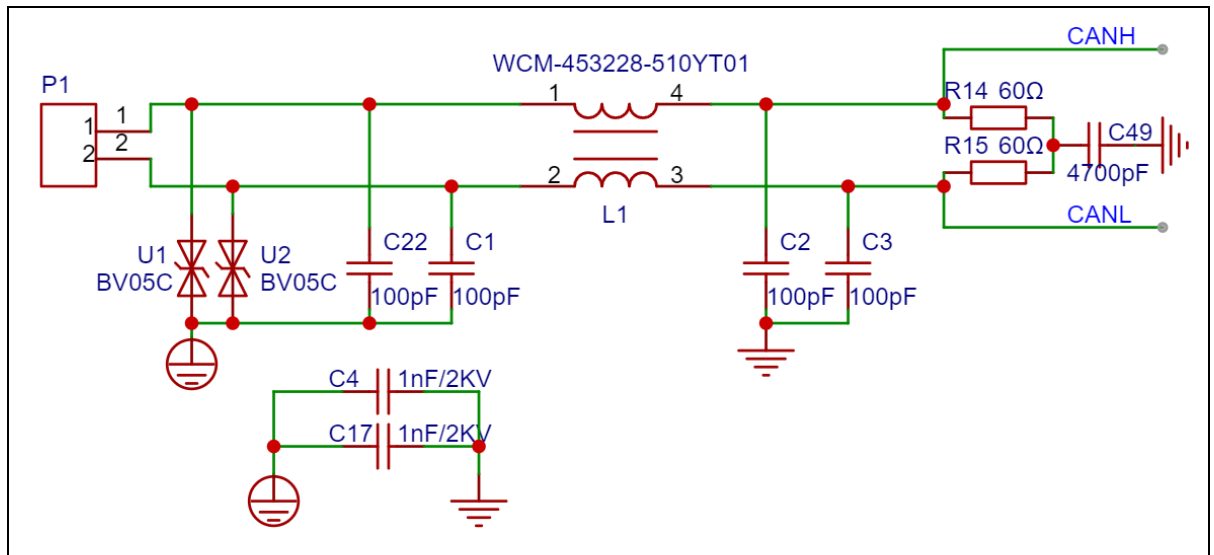 CANH
WCM-453228-510YT01
P1
1 4
R14 60Ω
1 1
C49
2 2
R15 60Ω
4700pF
2 3
L1
CANL
U1 U2 C22 C1 C2 C3
BV05C BV05C
100pF 100pF 100pF 100pF
C4 1nF/2KV
C17 1nF/2KV